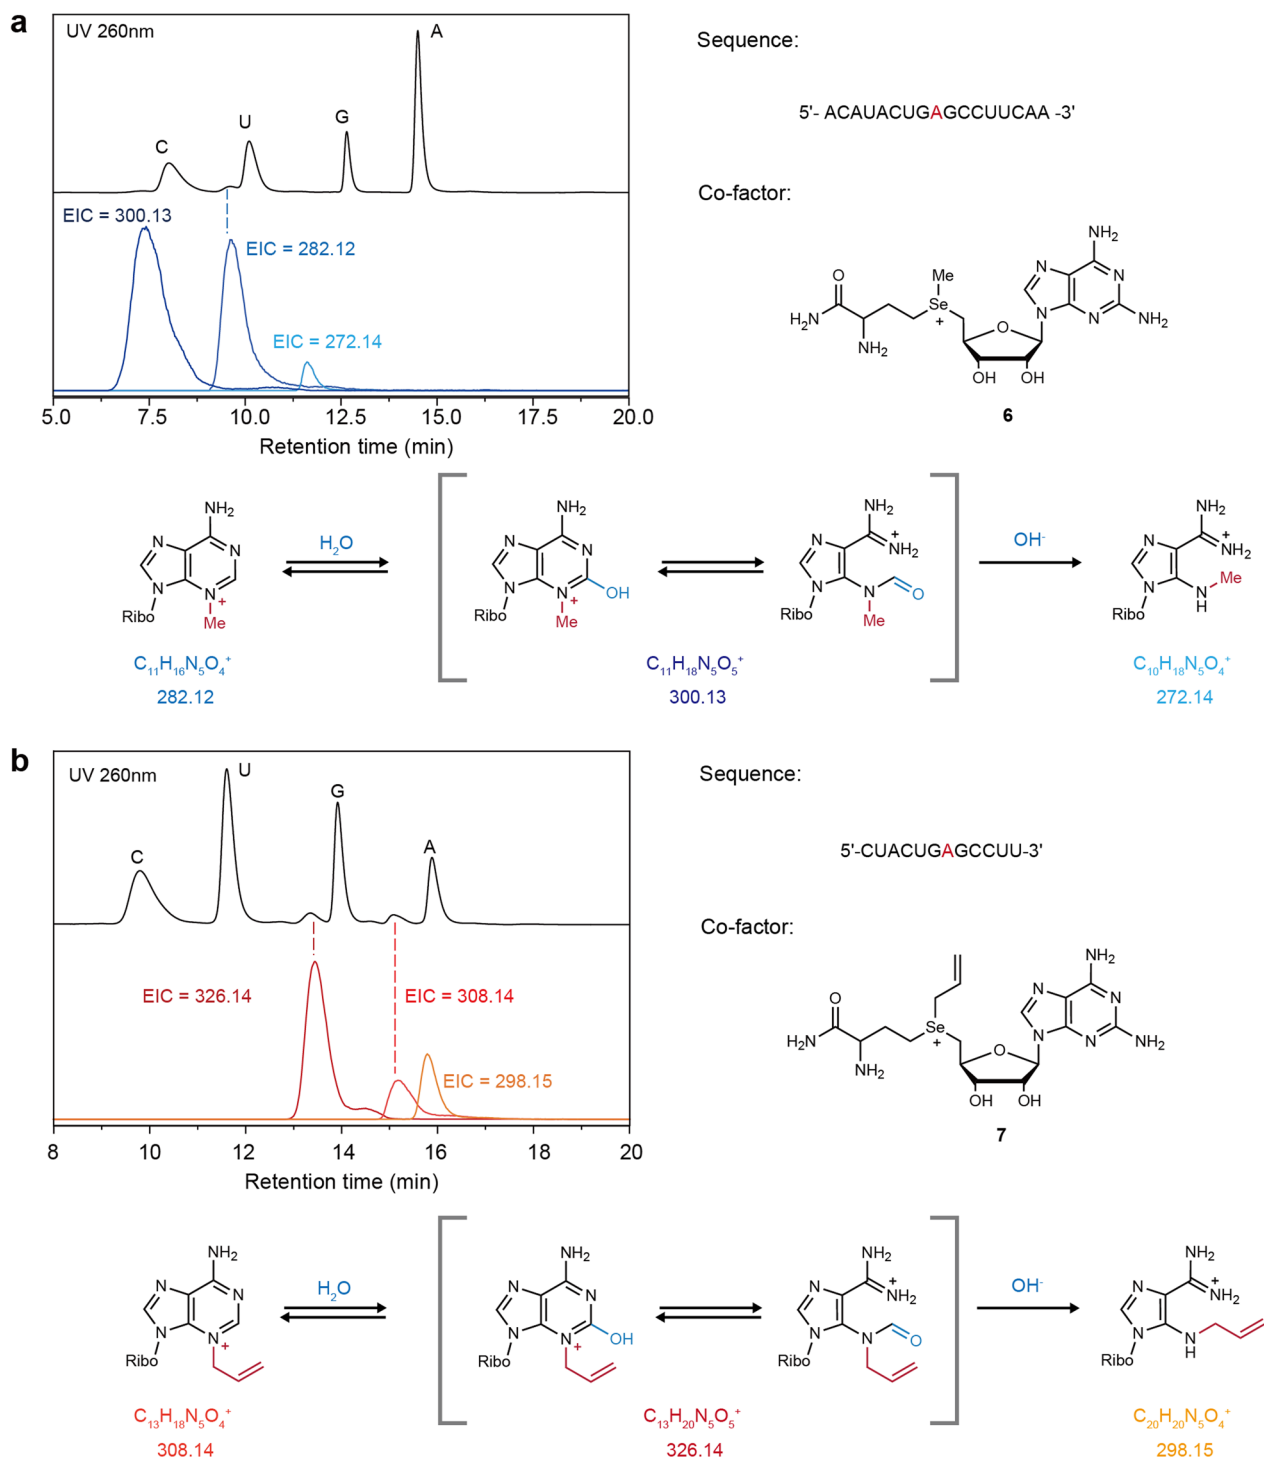 a
UV 260nm
A
C
U
G
EIC = 300.13
EIC = 282.12
EIC = 272.14
5.0 7.5 10.0 12.5 15.0 17.5 20.0
Retention time (min)
Sequence:
5'- ACAUACUGAGCCUUCAA -3'
Co-factor:
NH2
N
N
N
N
NH2
O
H2N
NH2
Me
Se
+
O
OH
OH
6
NH2
N
N
N
N
+
Ribo
Me
H2O
NH2
N
N
N
N
+
OH
Ribo
Me
NH2
+
NH2
N
N
N
O
Ribo
Me
OH-
NH2
+
NH2
N
N
N
H
Me
Ribo
C11H16N5O4+
282.12
C11H18N5O5+
300.13
C10H18N5O4+
272.14
b
UV 260nm
U
G
A
C
EIC = 326.14
EIC = 308.14
EIC = 298.15
8 10 12 14 16 18 20
Retention time (min)
Sequence:
5'-CUACUGAGCCUU-3'
Co-factor:
NH2
N
N
N
N
NH2
O
H2N
NH2
Se
+
O
OH
OH
7
NH2
N
N
N
N
+
Ribo
H2O
NH2
N
N
N
N
+
OH
Ribo
NH2
+
NH2
N
N
N
O
Ribo
OH-
NH2
+
NH2
N
N
N
H
Ribo
C13H18N5O4+
308.14
C13H20N5O5+
326.14
C20H20N5O4+
298.15